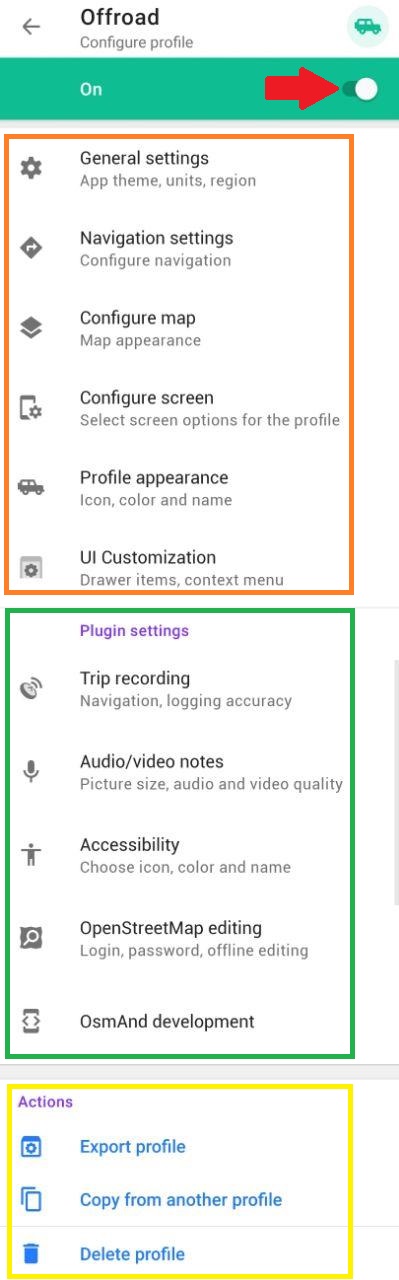 Offroad
Configure profile
On
General settings
App theme, units, region
Navigation settings
Configure navigation
Configure map
Map appearance
Configure screen
Select screen options for the profile
Profile appearance
Icon, color and name
UI Customization
Drawer items, context menu
Plugin settings
Trip recording
Navigation, logging accuracy
Audio/video notes
Picture size, audio and video quality
Accessibility
Choose icon, color and name
OpenStreetMap editing
Login, password, offline editing
OsmAnd development
Actions
Export profile
Copy from another profile
Delete profile